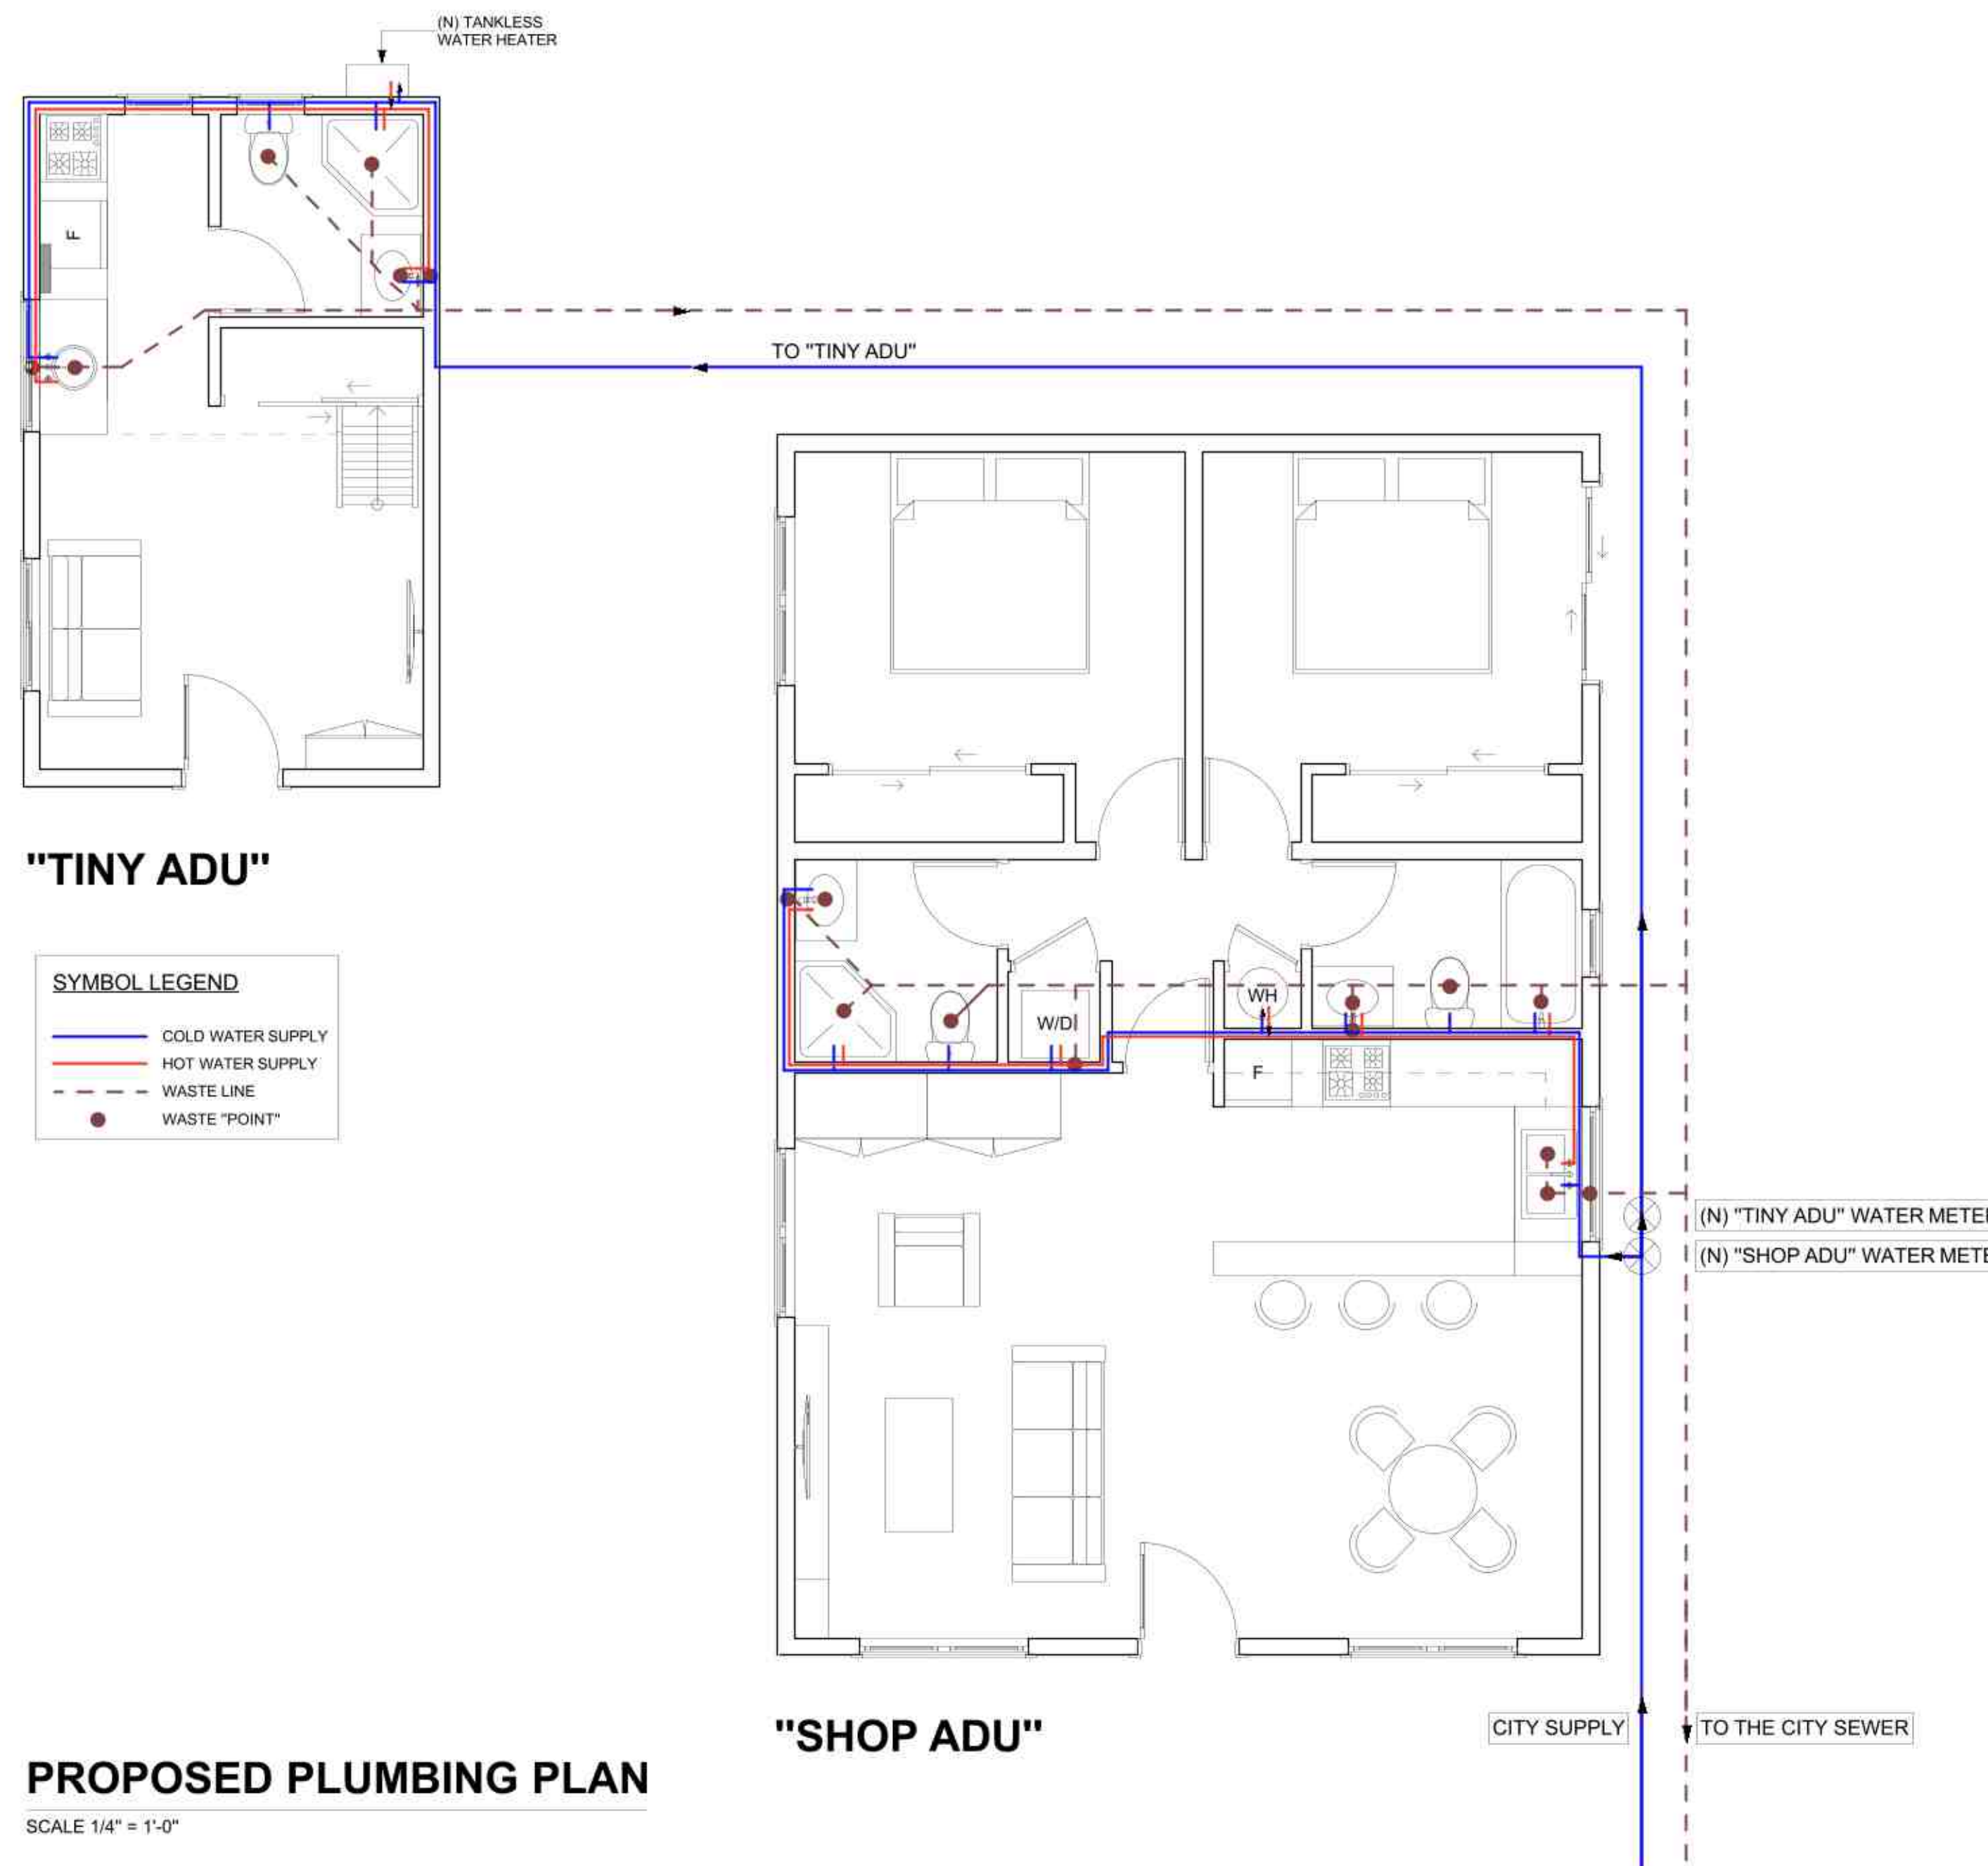 (N) TANKLESS
WATER HEATER
F
TO "TINY ADU"
"TINY ADU"
SYMBOL LEGEND
COLD WATER SUPPLY
HOT WATER SUPPLY
WASTE LINE
WASTE "POINT"
WH
W/D
F
(N) "TINY ADU" WATER METE
(N) "SHOP ADU" WATER METE
"SHOP ADU"
CITY SUPPLY
TO THE CITY SEWER
PROPOSED PLUMBING PLAN
SCALE 1/4" = 1'-0"